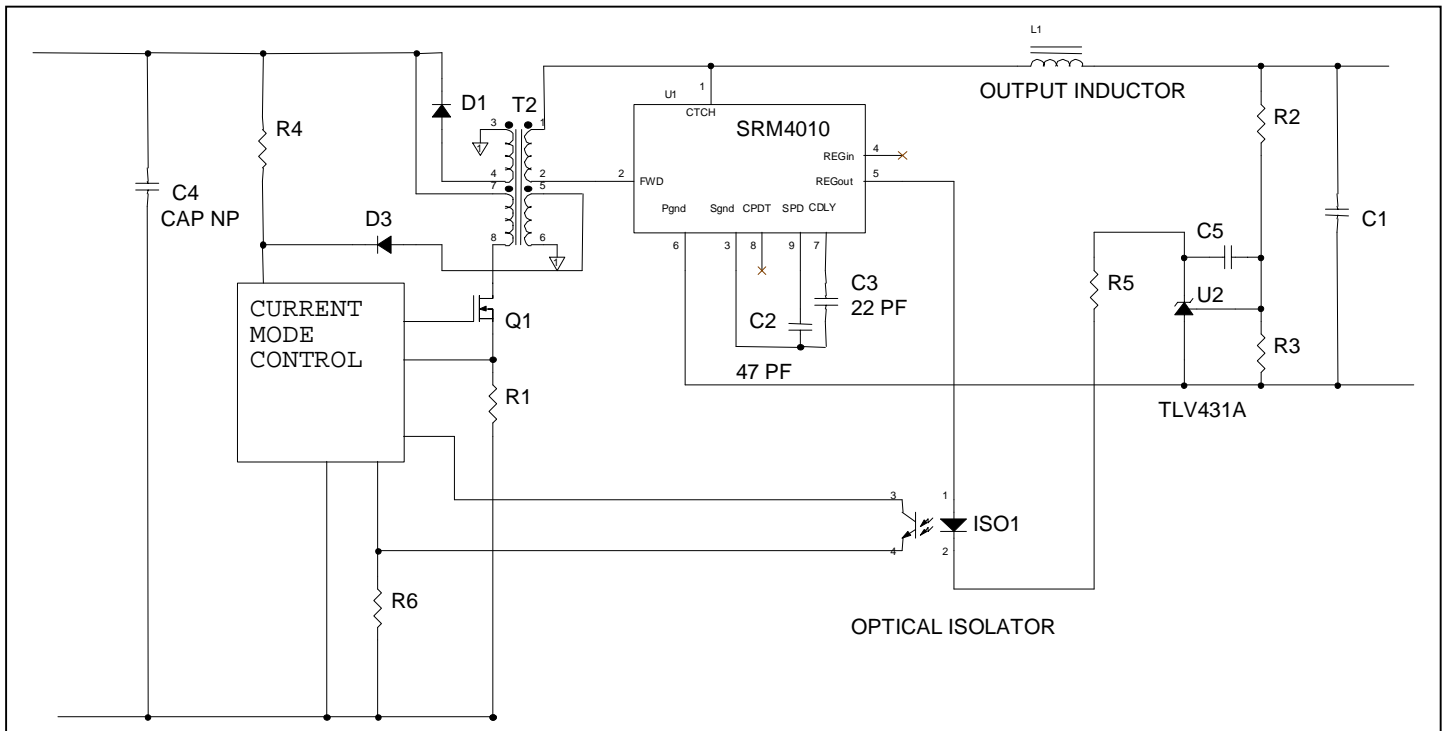 L1
OUTPUT INDUCTOR
D1
T2
U1
1
CTCH
SRM4010
R2
R4
3
1
REGin
4
1
C4
CAP NP
4
2
2
FWD
REGout
5
7
5
Pgnd
Sgnd
CPDT
SPD
CDLY
C1
D3
8
6
6
3
8
9
7
C5
1
R5
C3
22 PF
U2
CURRENT
MODE
CONTROL
Q1
C2
R3
47 PF
R1
TLV431A
3
1
ISO1
4
2
R6
OPTICAL ISOLATOR